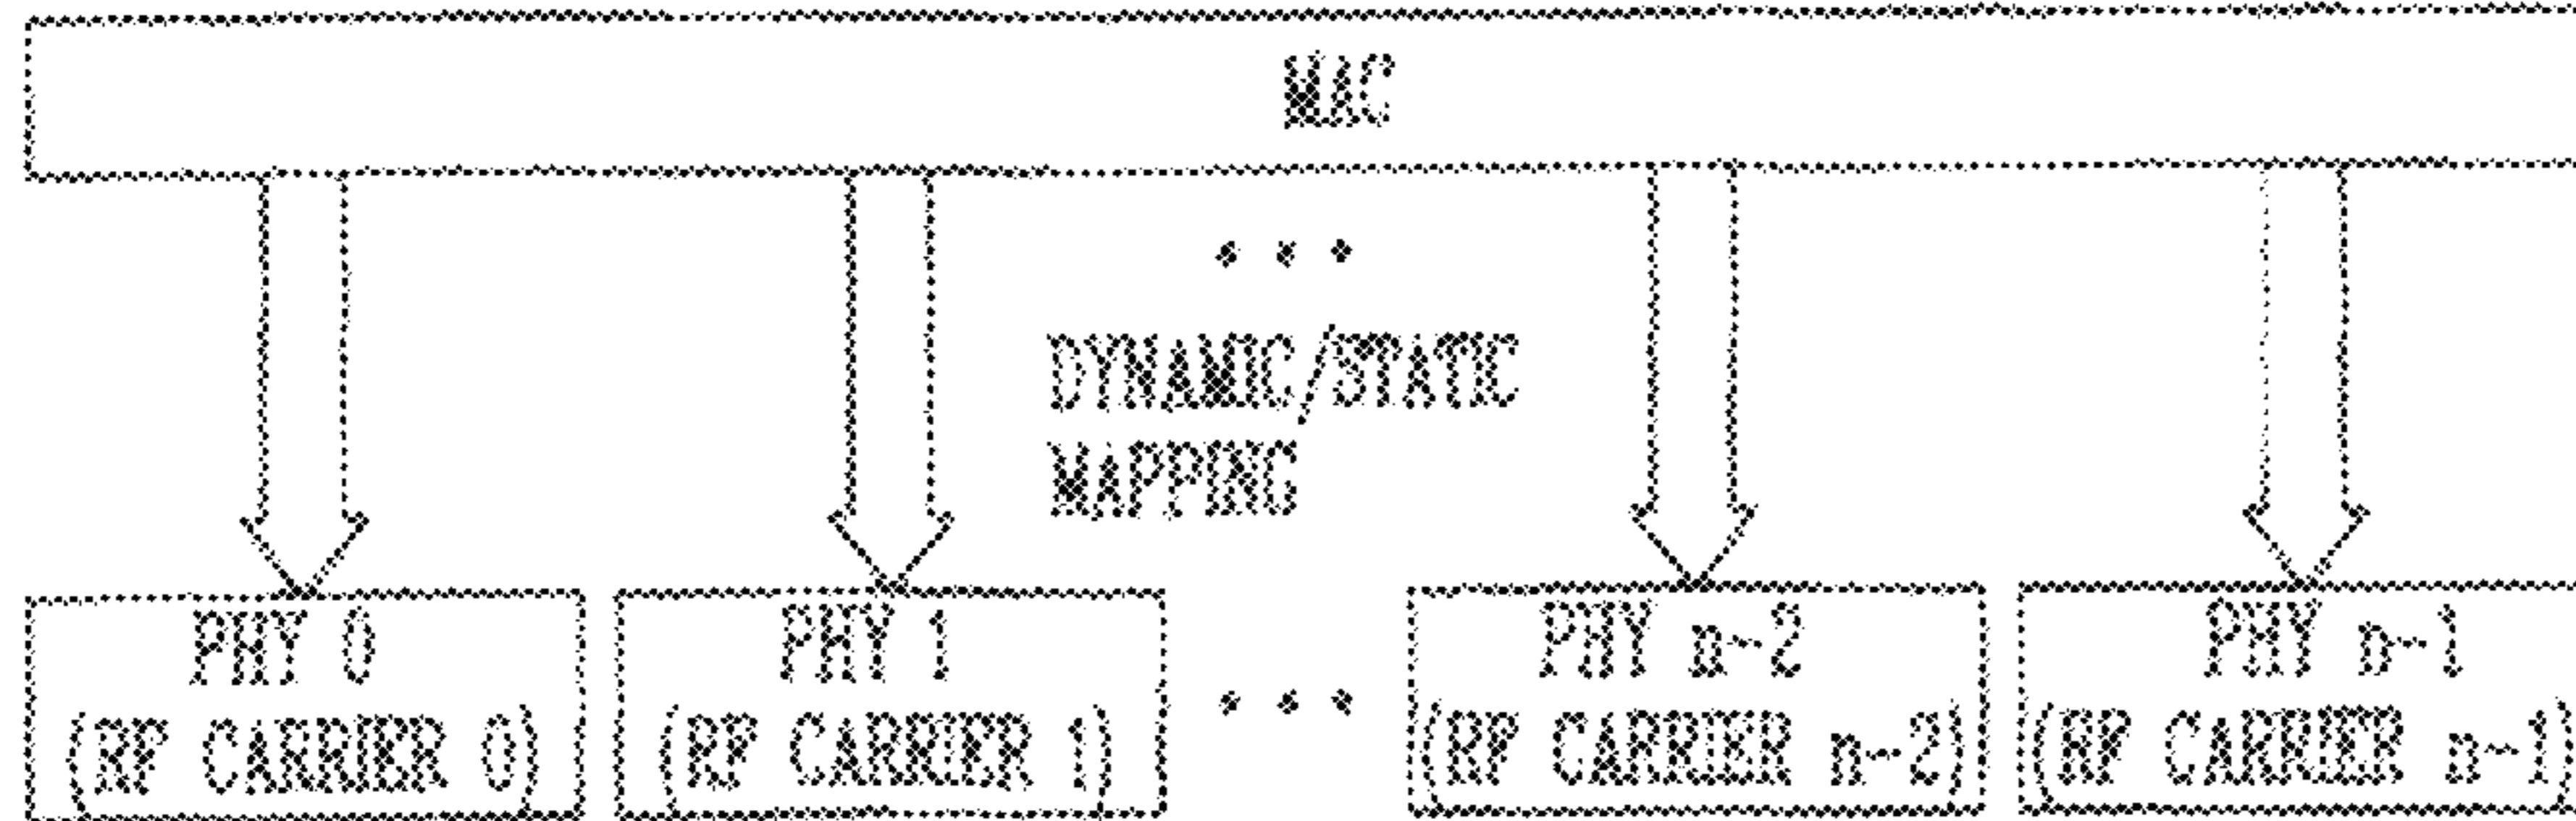 MAC
• • •
DYNAMIC/STATIC
MAPPING
PHY 0
(RF CARRIER 0)
PHY 1
(RF CARRIER 1)
• • •
PHY n-2
(RF CARRIER n-2)
PHY n-1
(RF CARRIER n-1)